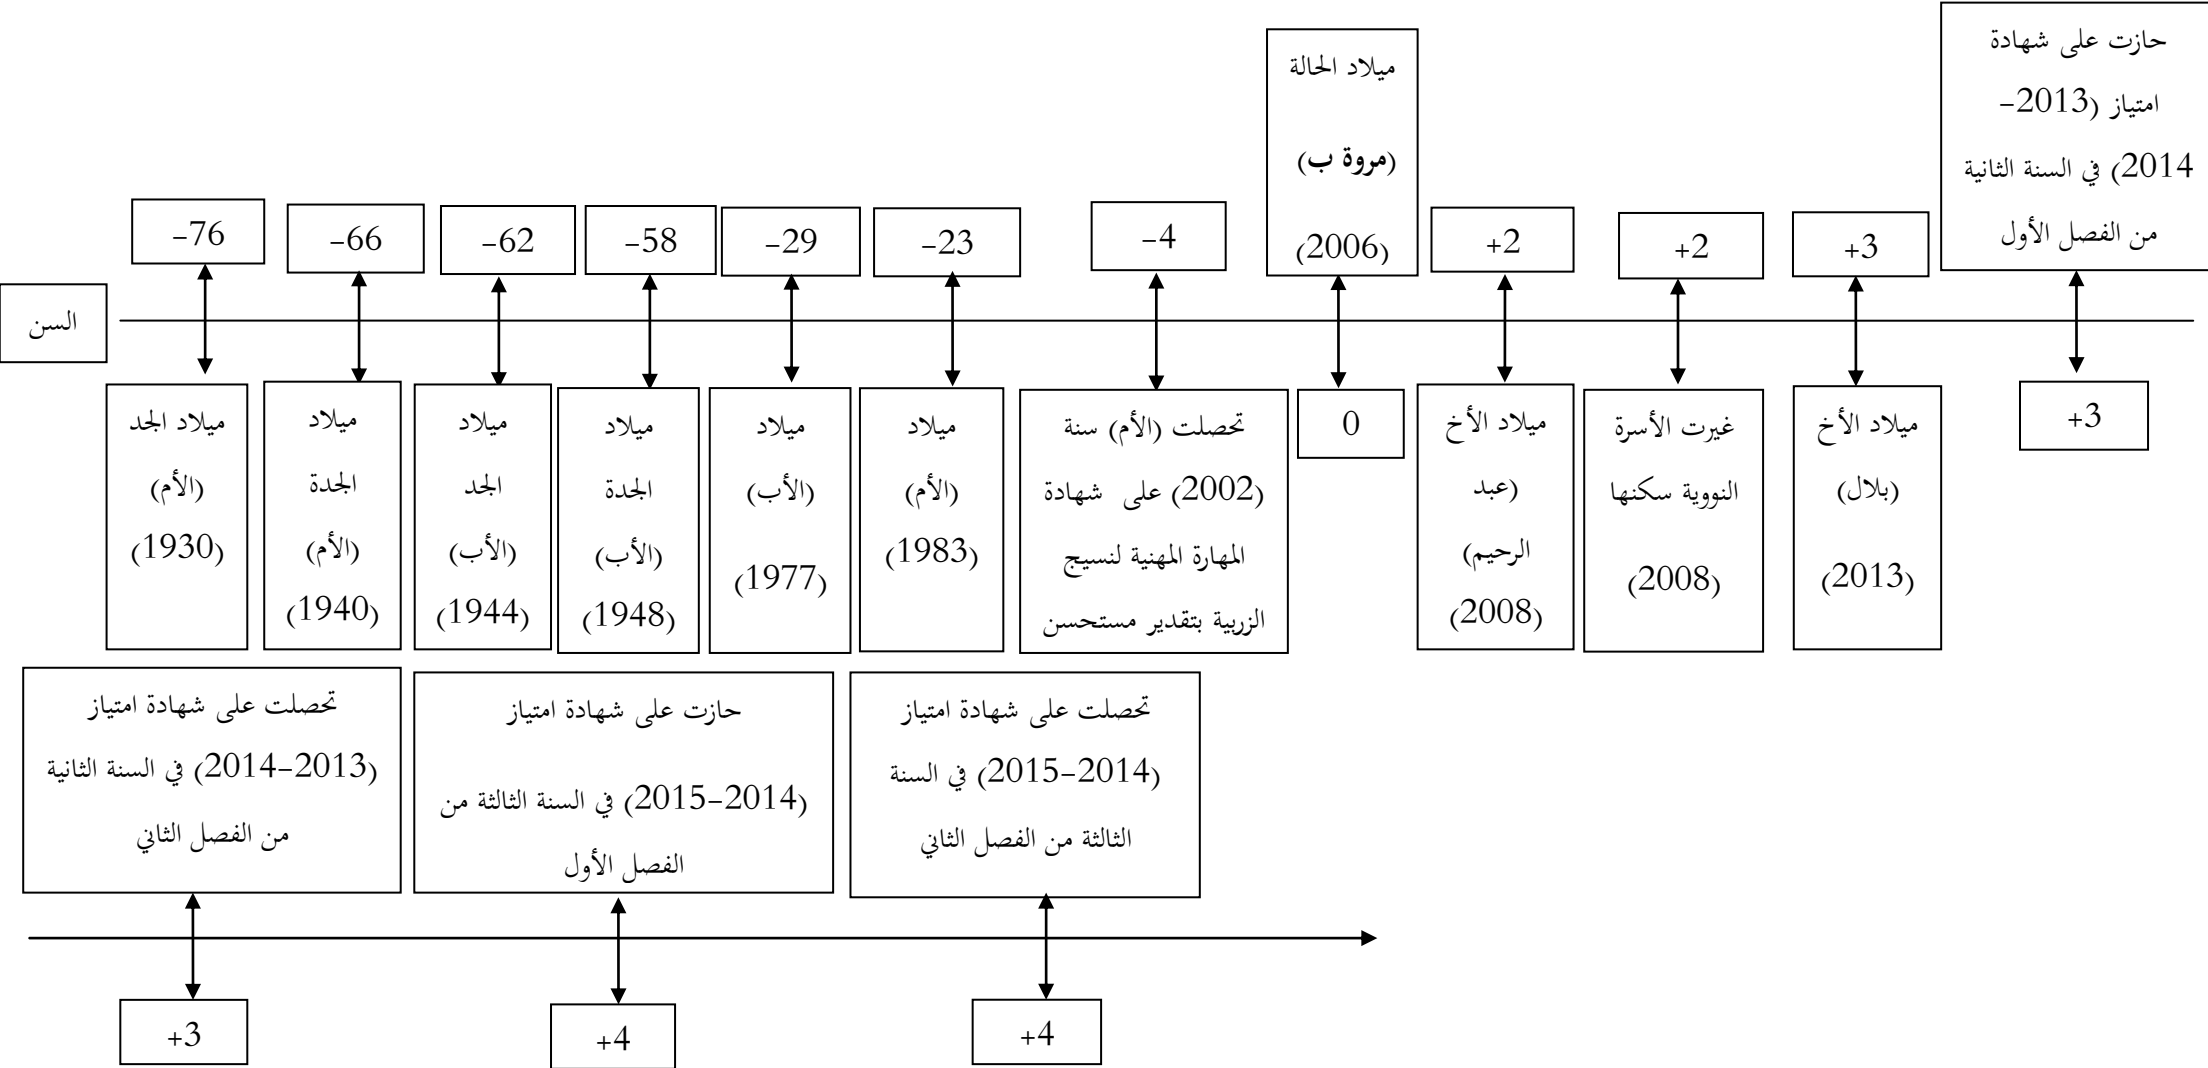 السن
-76
-66
-62
-58
-29
-23
-4
ميلاد الحالة
(مروة ب)
(2006)
+2
+2
+3
حازت على شهادة
امتياز (2013-
2014) في السنة الثانية
من الفصل الأول
ميلاد الجد
(الأم)
(1930)
ميلاد
الجدة
(الأم)
(1940)
ميلاد
الجد
(الأب)
(1944)
ميلاد
الجدة
(الأب)
(1948)
ميلاد
(الأب)
(1977)
ميلاد
(الأم)
(1983)
تحصلت (الأم) سنة
(2002) على شهادة
المهارة المهنية لنسيج
الزربية بتقدير مستحسن
0
ميلاد الأخ
(عبد
الرحيم)
(2008)
غيرت الأسرة
النووية سكنها
(2008)
ميلاد الأخ
(بلال)
(2013)
+3
تحصلت على شهادة امتياز
(2013-2014) في السنة الثانية
من الفصل الثاني
حازت على شهادة امتياز
(2014-2015) في السنة الثالثة من
الفصل الأول
تحصلت على شهادة امتياز
(2014-2015) في السنة
الثالثة من الفصل الثاني
+3
+4
+4